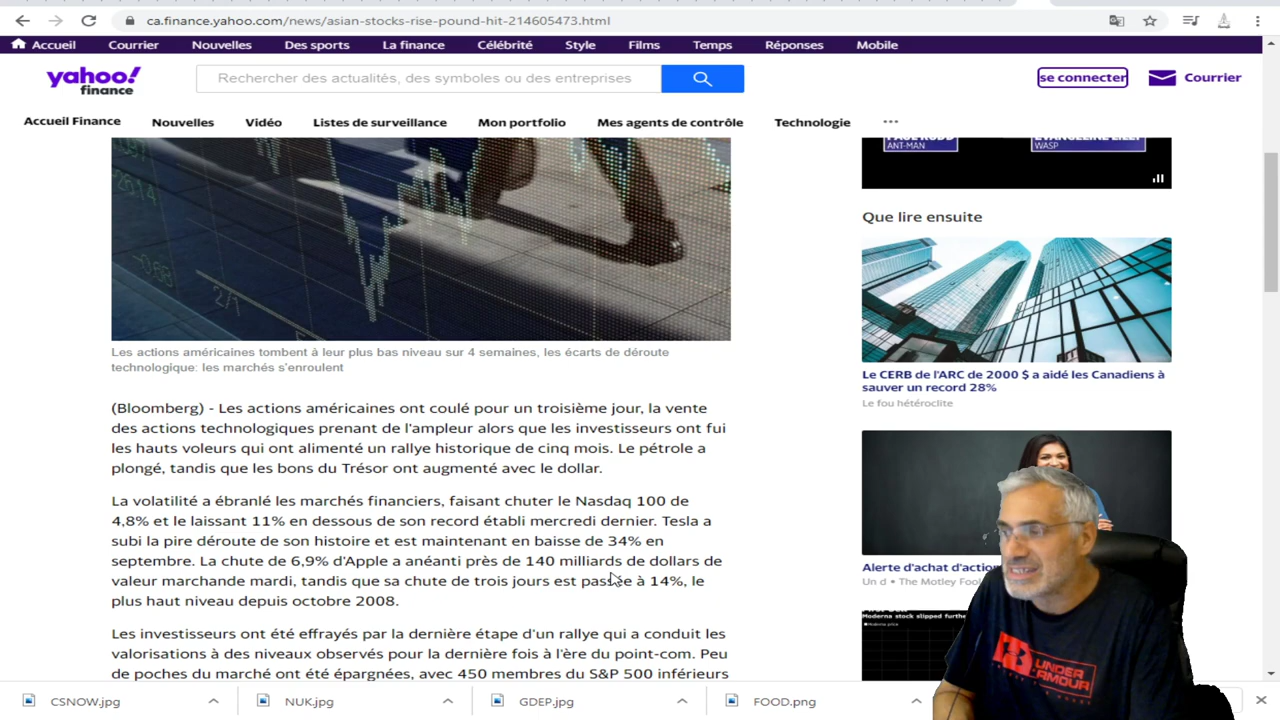 ca.finance.yahoo.com/news/asian-stocks-rise-pound-hit-214605473.html
Accueil Courrier Nouvelles Des sports La finance Célébrité Style Films Temps Réponses Mobile
yahoo!
finance
Rechercher des actualités, des symboles ou des entreprises
se connecter
Courrier
Accueil Finance Nouvelles Vidéo Listes de surveillance Mon portfolio Mes agents de contrôle Technologie ...
ANT-MAN
WASP
Les actions américaines tombent à leur plus bas niveau sur 4 semaines, les écarts de déroute
technologique: les marchés s'enroulent
(Bloomberg) - Les actions américaines ont coulé pour un troisième jour, la vente
des actions technologiques prenant de l'ampleur alors que les investisseurs ont fui
les hauts voleurs qui ont alimenté un rallye historique de cinq mois. Le pétrole a
plongé, tandis que les bons du Trésor ont augmenté avec le dollar.
La volatilité a ébranlé les marchés financiers, faisant chuter le Nasdaq 100 de
4,8% et le laissant 11% en dessous de son record établi mercredi dernier. Tesla a
subi la pire déroute de son histoire et est maintenant en baisse de 34% en
septembre. La chute de 6,9% d'Apple a anéanti près de 140 milliards de dollars de
valeur marchande mardi, tandis que sa chute de trois jours est passée à 14%, le
plus haut niveau depuis octobre 2008.
Les investisseurs ont été effrayés par la dernière étape d'un rallye qui a conduit les
valorisations à des niveaux observés pour la dernière fois à l'ère du point-com. Peu
de poches du marché ont été épargnées, avec 450 membres du S&P 500 inférieurs
Que lire ensuite
Le CERB de l'ARC de 2000 $ a aidé les Canadiens à
sauver un record 28%
Le fou hétéroclite
Alerte d'achat d'action
Un d • The Motley Fool
Moderna stock slipped further
Moderna price
UNDER
ARMOUR
CSNOW.jpg NUK.jpg GDEP.jpg FOOD.png